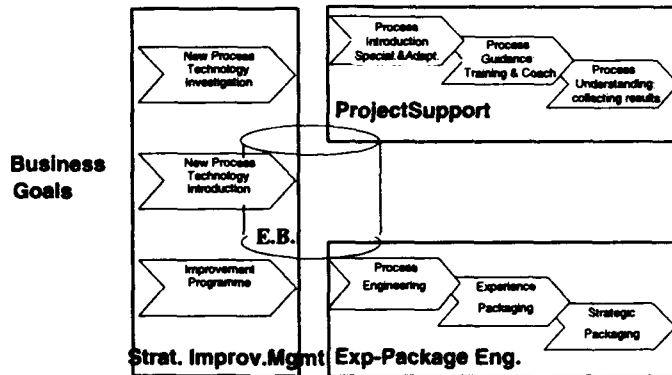 Business
Goals
New Process
Technology
Investigation
New Process
Technology
Introduction
Improvement
Programme
Strat. Improv.Mgmt
E.B.
Process
Introduction
Special.&Adapt.
Process
Guidance:
Training & Coach
Process
Understanding:
collecting results
ProjectSupport
Process
Engineering
Experience
Packaging
Strategic
Packaging
Exp-Package Eng.